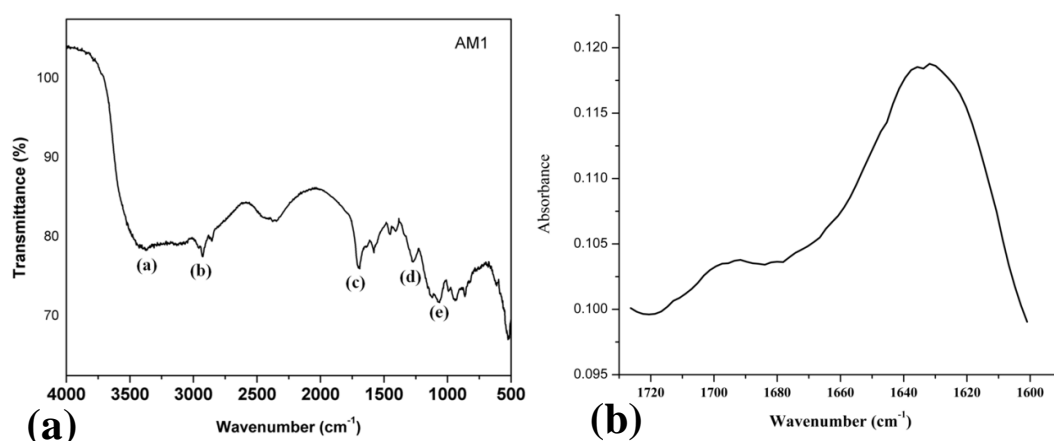 AM1
Transmittance (%)
100
90
80
70
(a)
(b)
(c)
(d)
(e)
4000 3500 3000 2500 2000 1500 1000 500
Wavenumber (cm-1)
(a)
Absorbance
0.120
0.115
0.110
0.105
0.100
0.095
1720 1700 1680 1660 1640 1620 1600
Wavenumber (cm-1)
(b)